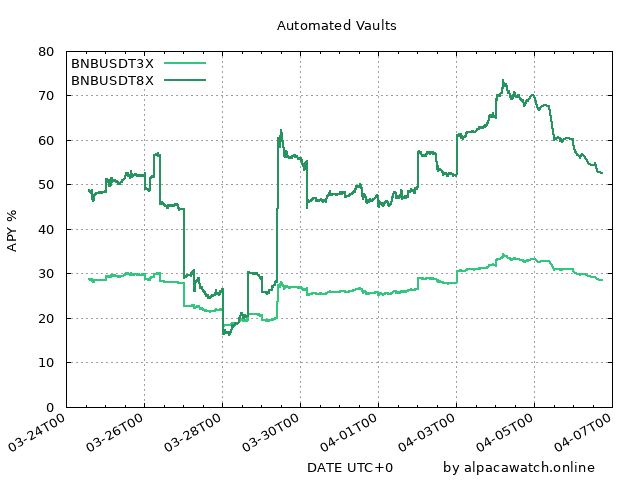 Automated Vaults
BNBUSDT3X
BNBUSDT8X
APY %
80
70
60
50
40
30
20
10
0
03-24T00 03-26T00 03-28T00 03-30T00 04-01T00 04-03T00 04-05T00 04-07T00
DATE UTC+0 by alpacawatch.online